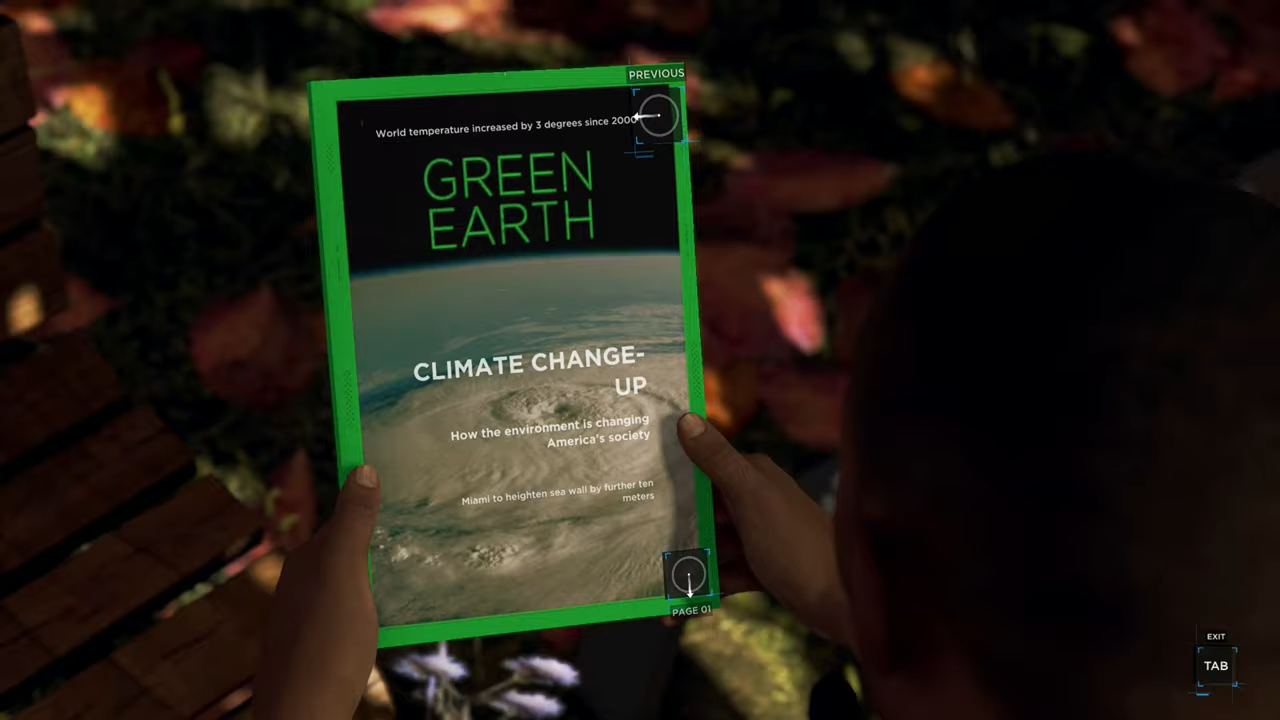 PREVIOUS
World temperature increased by 3 degrees since 2000
GREEN
EARTH
CLIMATE CHANGE-
UP
How the environment is changing
America's society
Miami to heighten sea wall by further ten
meters
PAGE 01
EXIT
TAB